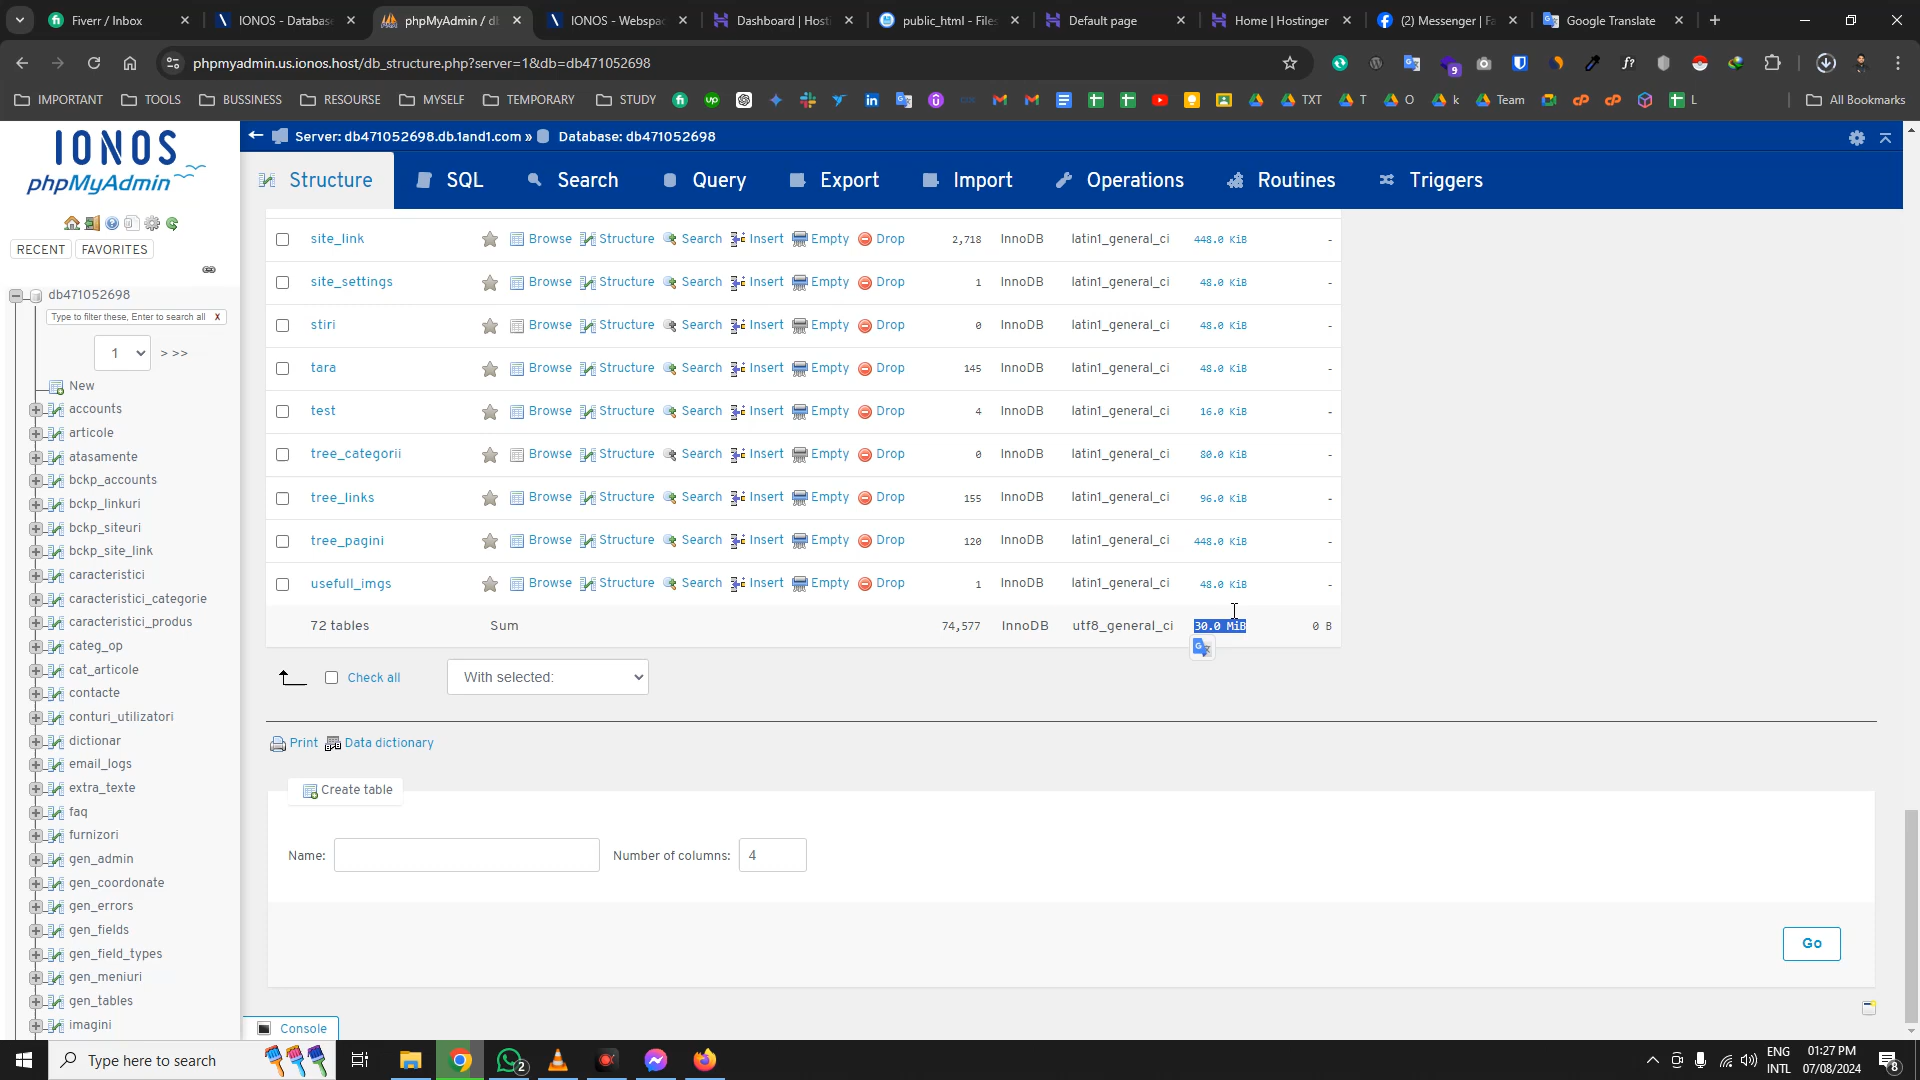 Fiverr / Inbox
IONOS - Databas
phpMyAdmin / d
IONOS - Webspa
Dashboard | Host
public_html - Files
Default page
Home | Hostinger
(2) Messenger | Fa
Google Translate
phpmyadmin.us.ionos.host/db_structure.php?server=1&db=db471052698
9
f?
IMPORTANT
TOOLS
BUSSINESS
RESOURSE
MYSELF
TEMPORARY
STUDY
TXT
T
O
k
Team
L
All Bookmarks
IONOS
phpMyAdmin
RECENT
FAVORITES
db471052698
Type to filter these, Enter to search all X
1 > >>
New
accounts
articole
atasamente
bckp_accounts
bckp_linkuri
bckp_siteuri
bckp_site_link
caracteristici
caracteristici_categorie
caracteristici_produs
categ_op
cat_articole
contacte
conturi_utilizatori
dictionar
email_logs
extra_texte
faq
furnizori
gen_admin
gen_coordonate
gen_errors
gen_fields
gen_field_types
gen_meniuri
gen_tables
imagini
Server: db471052698.db.1and1.com » Database: db471052698
Structure SQL Search Query Export Import Operations Routines Triggers
site_link Browse Structure Search Insert Empty Drop 2,718 InnoDB latin1_general_ci 448.0 KiB -
site_settings Browse Structure Search Insert Empty Drop 1 InnoDB latin1_general_ci 48.0 KiB -
stiri Browse Structure Search Insert Empty Drop 0 InnoDB latin1_general_ci 48.0 KiB -
tara Browse Structure Search Insert Empty Drop 145 InnoDB latin1_general_ci 48.0 KiB -
test Browse Structure Search Insert Empty Drop 4 InnoDB latin1_general_ci 16.0 KiB -
tree_categorii Browse Structure Search Insert Empty Drop 0 InnoDB latin1_general_ci 80.0 KiB -
tree_links Browse Structure Search Insert Empty Drop 155 InnoDB latin1_general_ci 96.0 KiB -
tree_pagini Browse Structure Search Insert Empty Drop 120 InnoDB latin1_general_ci 448.0 KiB -
usefull_imgs Browse Structure Search Insert Empty Drop 1 InnoDB latin1_general_ci 48.0 KiB -
72 tables Sum 74,577 InnoDB utf8_general_ci 30.0 MiB 0 B
Check all
With selected:
Print
Data dictionary
Create table
Name:
Number of columns: 4
Go
Console
Type here to search
2
ENG
INTL
01:27 PM
07/08/2024
8